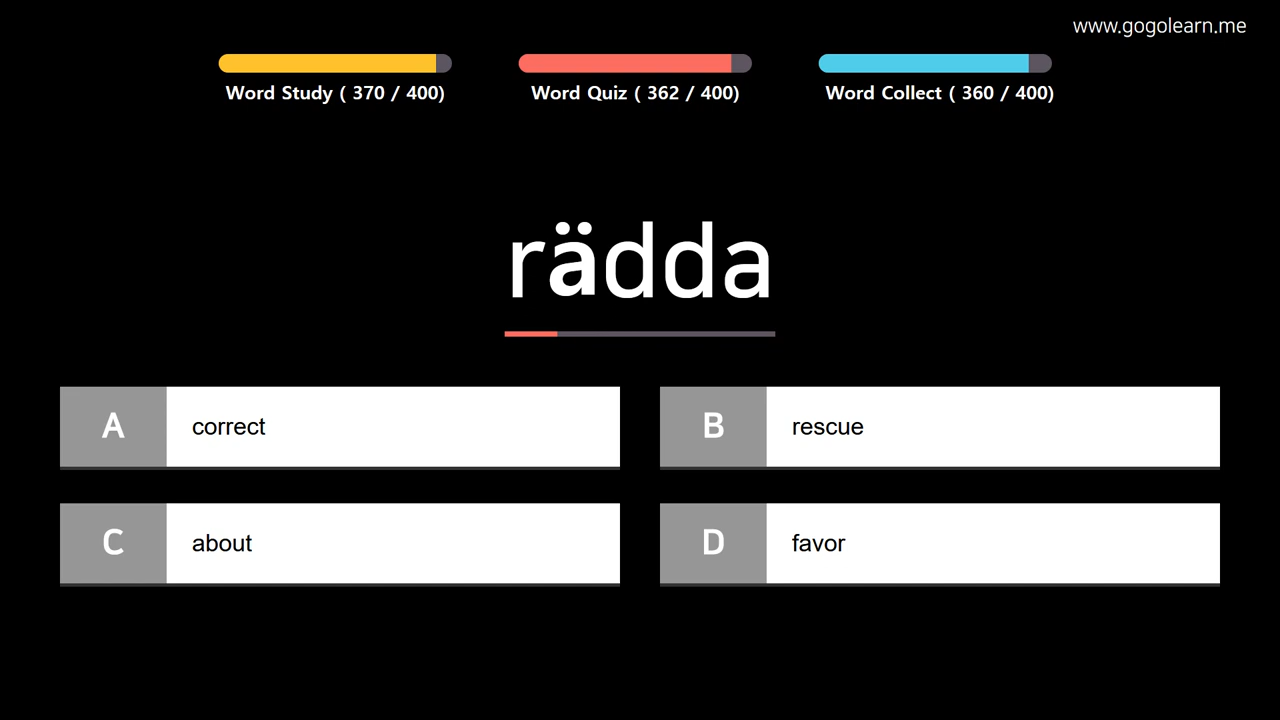 www.gogolearn.me
Word Study ( 370 / 400)
Word Quiz ( 362 / 400)
Word Collect ( 360 / 400)
rädda
A correct
B rescue
C about
D favor